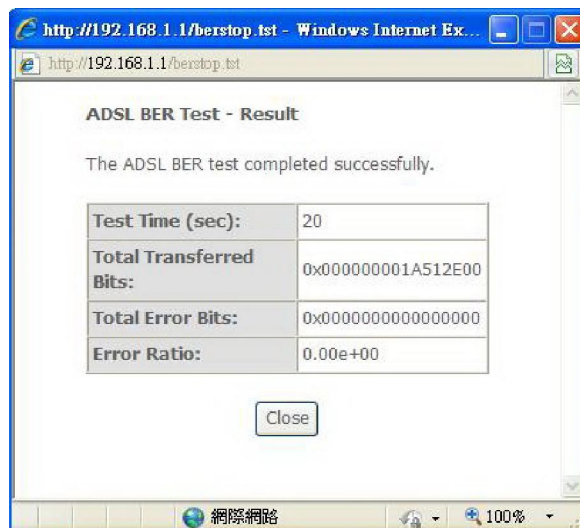 http://192.168.1.1/berstop.tst - Windows Internet Ex...
http://192.168.1.1/berstop.tst
ADSL BER Test - Result
The ADSL BER test completed successfully.
Test Time (sec): 20
Total Transferred Bits: 0x000000001A512E00
Total Error Bits: 0x0000000000000000
Error Ratio: 0.00e+00
Close
網際網路 100%